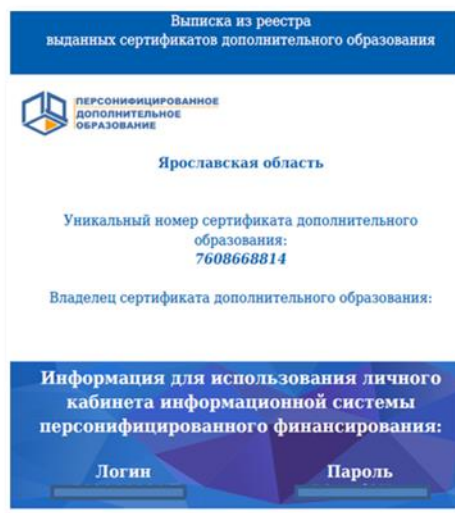 Выписка из реестра
выданных сертификатов дополнительного образования
ПЕРСОНИФИЦИРОВАННОЕ
ДОПОЛНИТЕЛЬНОЕ
ОБРАЗОВАНИЕ
Ярославская область
Уникальный номер сертификата дополнительного
образования:
7608668814
Владелец сертификата дополнительного образования:
Информация для использования личного
кабинета информационной системы
персонифицированного финансирования:
Логин Пароль